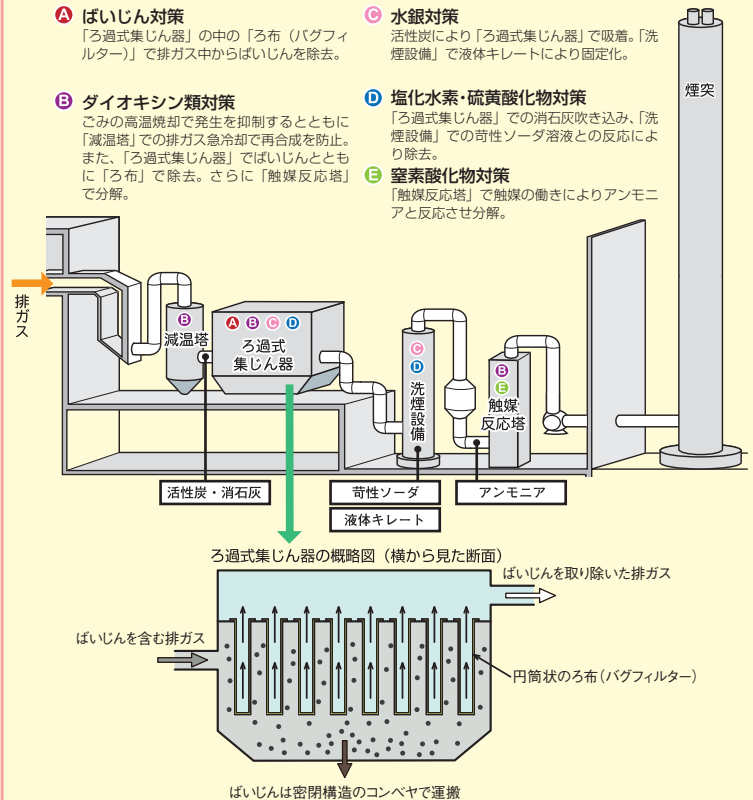 A ばいじん対策
「ろ過式集じん器」の中の「ろ布（バグフィ
ルター）」で排ガス中からばいじんを除去。
B ダイオキシン類対策
ごみの高温焼却で発生を抑制するとともに
「減温塔」での排ガス急冷却で再合成を防止。
また、「ろ過式集じん器」でばいじんととも
に「ろ布」で除去。さらに「触媒反応塔」
で分解。
C 水銀対策
活性炭により「ろ過式集じん器」で吸着。「洗
煙設備」で液体キレートにより固定化。
D 塩化水素・硫黄酸化物対策
「ろ過式集じん器」での消石灰吹き込み、「洗
煙設備」での苛性ソーダ溶液との反応によ
り除去。
E 窒素酸化物対策
「触媒反応塔」で触媒の働きによりアンモニ
アと反応させ分解。
煙突
排ガス
B
減温塔
A B C D
ろ過式
集じん器
C
D
洗煙設備
B
E
触媒
反応塔
活性炭・消石灰
苛性ソーダ
液体キレート
アンモニア
ろ過式集じん器の概略図（横から見た断面）
ばいじんを取り除いた排ガス
ばいじんを含む排ガス
円筒状のろ布（バグフィルター）
ばいじんは密閉構造のコンベヤで運搬